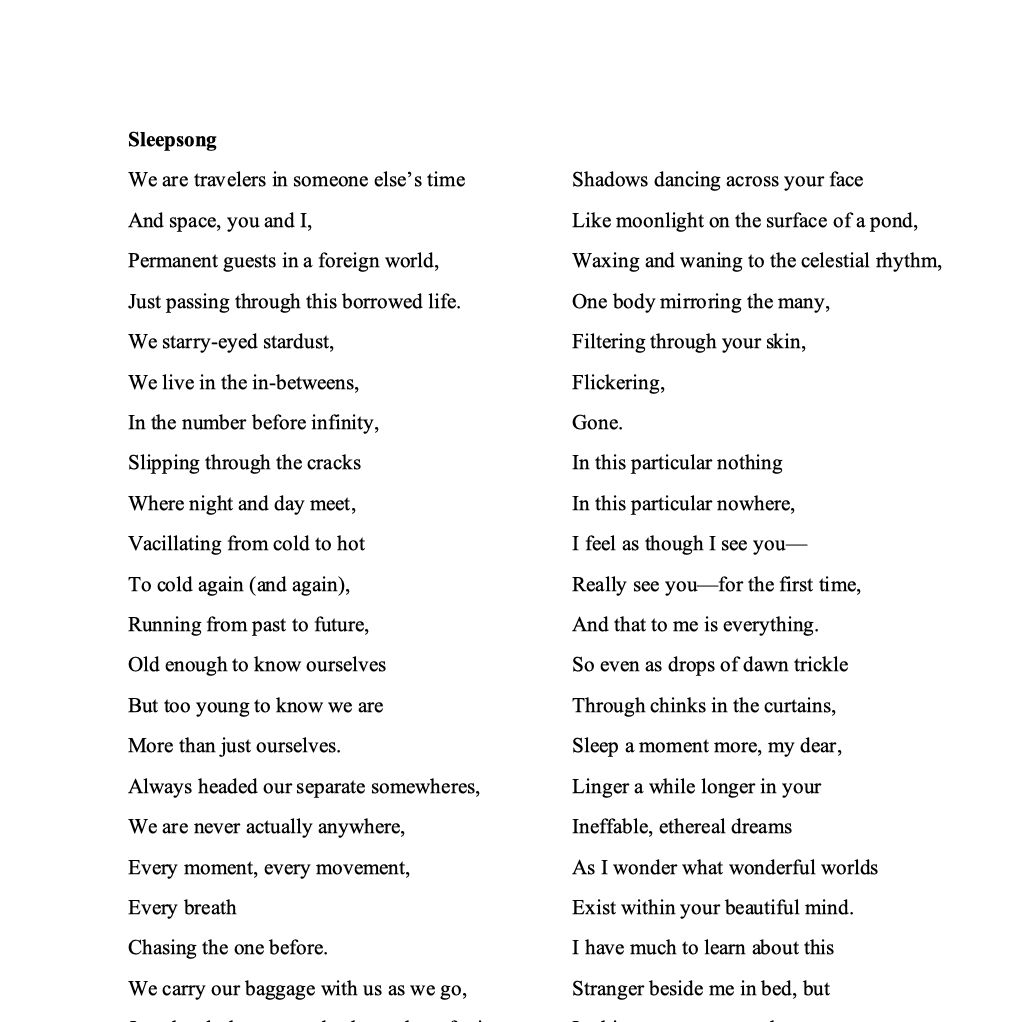 Sleepsong
We are travelers in someone else’s time
And space, you and I,
Permanent guests in a foreign world,
Just passing through this borrowed life.
We starry-eyed stardust,
We live in the in-betweens,
In the number before infinity,
Slipping through the cracks
Where night and day meet,
Vacillating from cold to hot
To cold again (and again),
Running from past to future,
Old enough to know ourselves
But too young to know we are
More than just ourselves.
Always headed our separate somewheres,
We are never actually anywhere,
Every moment, every movement,
Every breath
Chasing the one before.
We carry our baggage with us as we go,
Shadows dancing across your face
Like moonlight on the surface of a pond,
Waxing and waning to the celestial rhythm,
One body mirroring the many,
Filtering through your skin,
Flickering,
Gone.
In this particular nothing
In this particular nowhere,
I feel as though I see you—
Really see you—for the first time,
And that to me is everything.
So even as drops of dawn trickle
Through chinks in the curtains,
Sleep a moment more, my dear,
Linger a while longer in your
Ineffable, ethereal dreams
As I wonder what wonderful worlds
Exist within your beautiful mind.
I have much to learn about this
Stranger beside me in bed, but